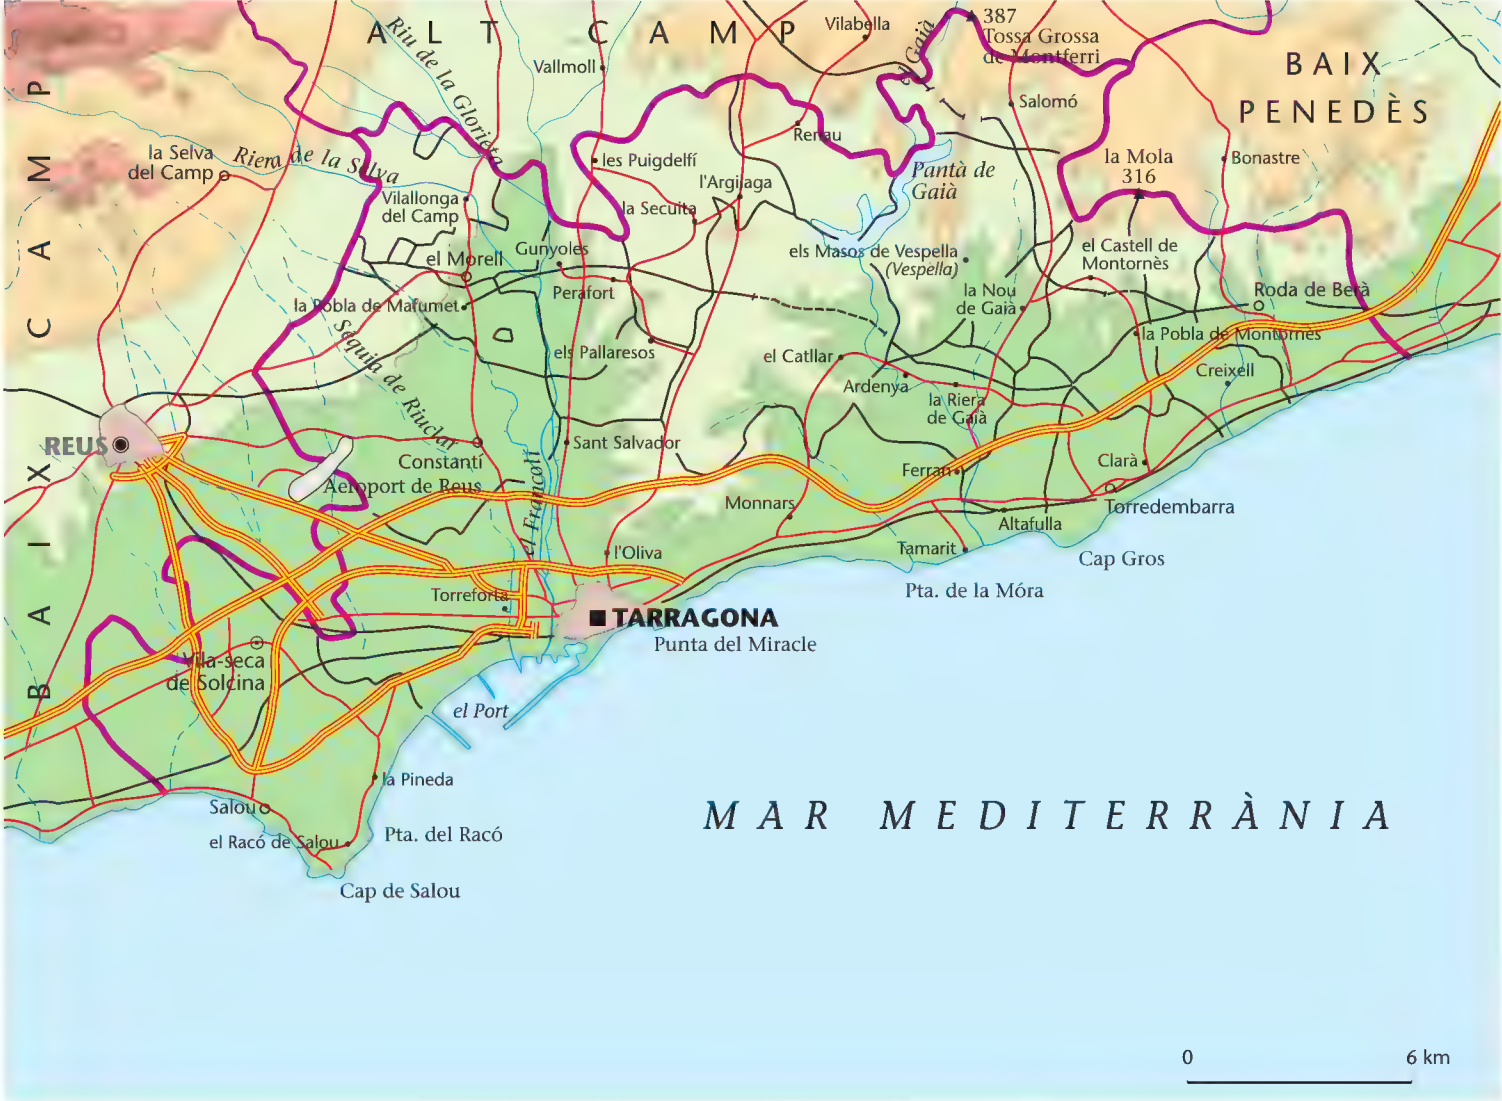 ALT CAMP
BAIX CAMP
BAIX
PENEDÈS
Riu de la Glorieta
Vilabella
el Gaià
387
Tossa Grossa
de Montferri
Vallmoll
Salomó
Renau
la Selva
del Camp
Riera de la Selva
les Puigdelfí
la Mola
316
Bonastre
Pantà de
Gaià
l'Argilaga
Vilallonga
del Camp
la Secuita
el Morell
Gunyoles
els Masos de Vespella
(Vespella)
el Castell de
Montornès
Perafort
la Nou
de Gaià
Roda de Berà
la Pobla de Mafumet
Sèquia de Riuclar
els Pallaresos
el Catllar
la Pobla de Montornès
Ardenya
Creixell
la Riera
de Gaià
REUS
Constantí
Sant Salvador
Clarà
Ferran
Aeroport de Reus
el Francolí
Monnars
Torredembarra
Altafulla
l'Oliva
Tamarit
Cap Gros
Pta. de la Móra
Torreforta
TARRAGONA
Punta del Miracle
Vila-seca
de Solcina
el Port
la Pineda
Salou
el Racó de Salou
Pta. del Racó
Cap de Salou
MAR MEDITERRÀNIA
0 6 km